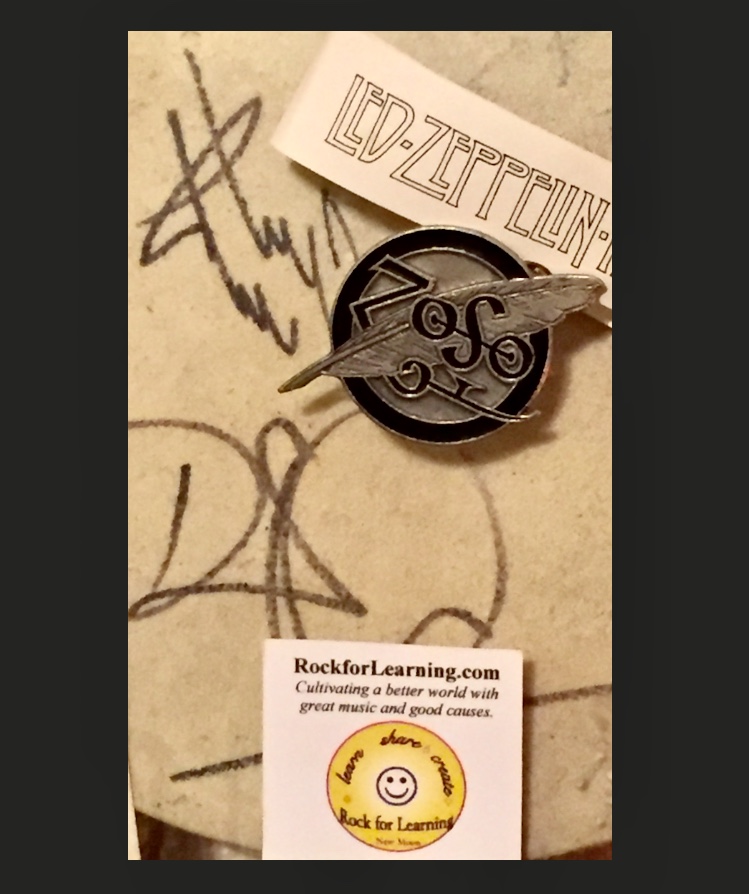 LED-ZEPPELIN
ZOSO
RockforLearning.com
Cultivating a better world with
great music and good causes.
learn share create
Rock for Learning
New Moon